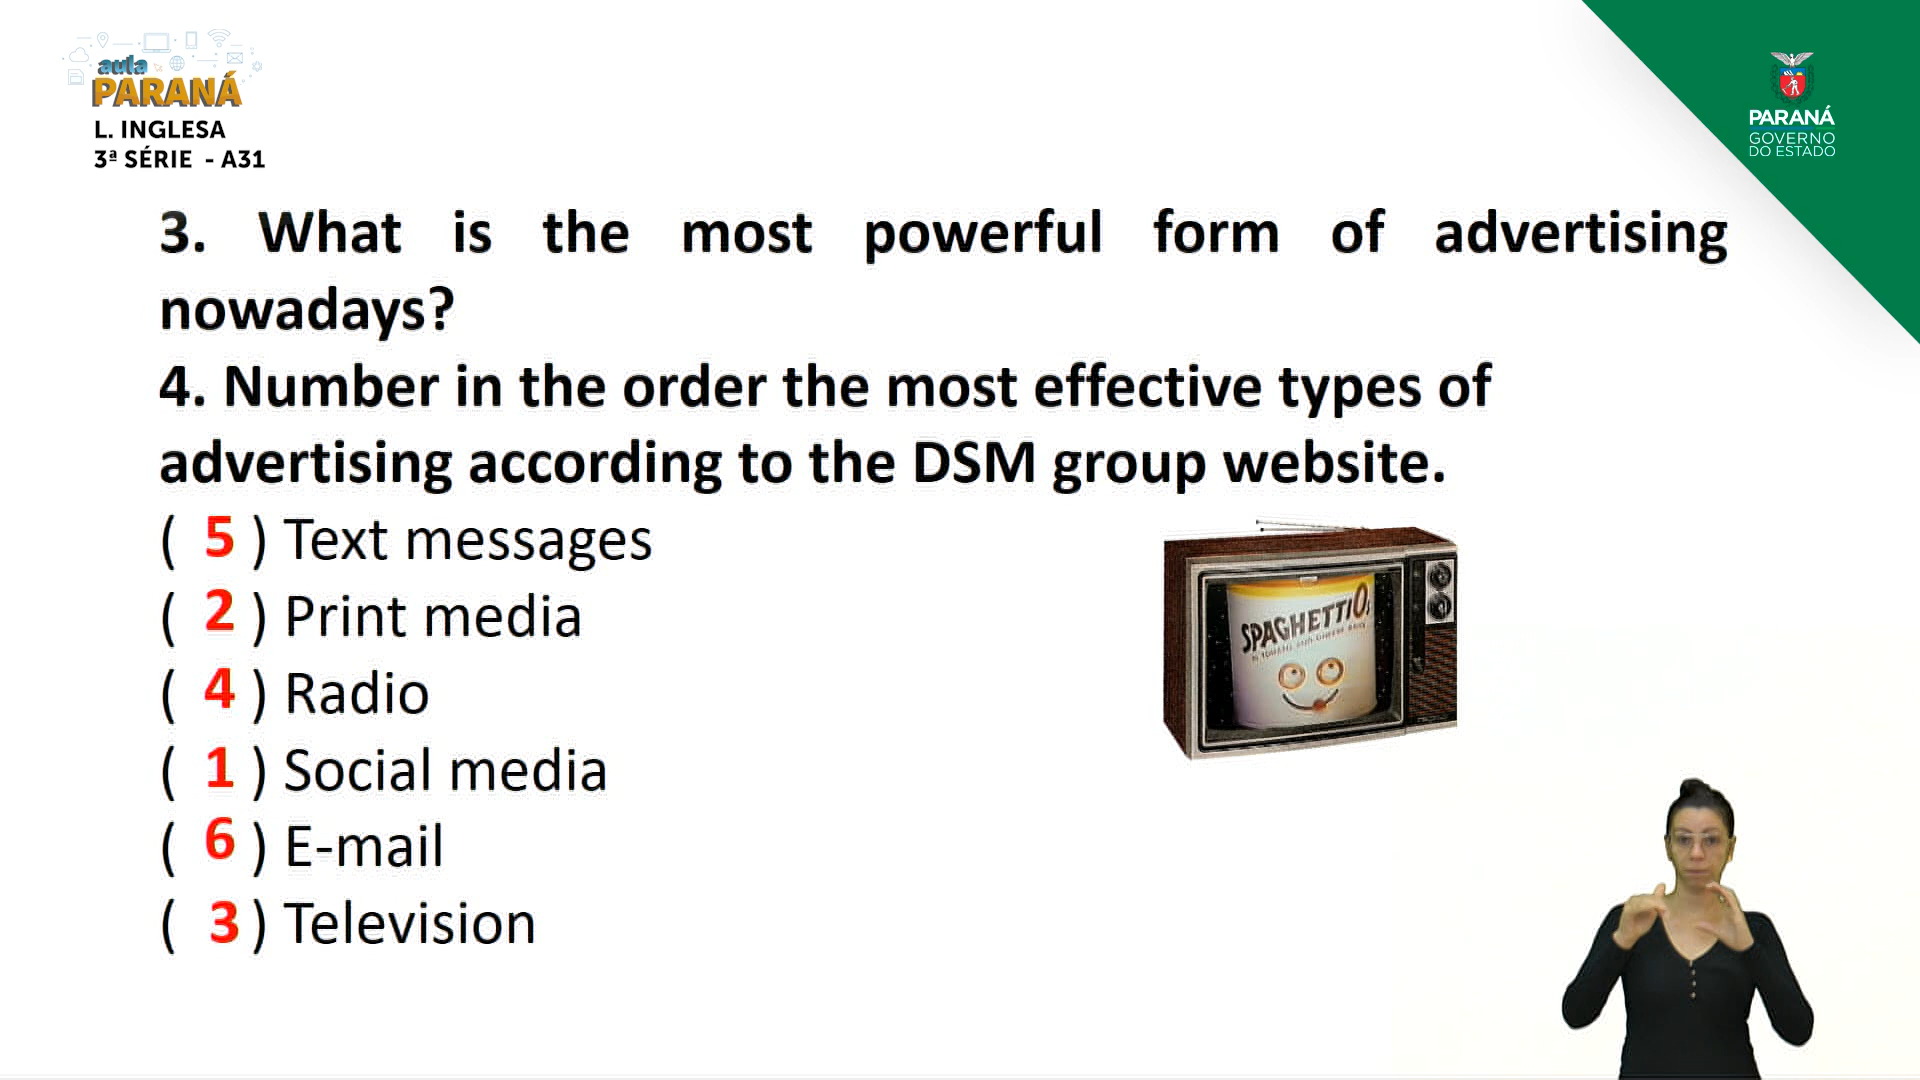 aula
PARANÁ
L. INGLESA
3ª SÉRIE - A31
PARANÁ
GOVERNO
DO ESTADO
3. What is the most powerful form of advertising
nowadays?
4. Number in the order the most effective types of
advertising according to the DSM group website.
( 5 ) Text messages
( 2 ) Print media
( 4 ) Radio
( 1 ) Social media
( 6 ) E-mail
( 3 ) Television
SPAGHETTIOs